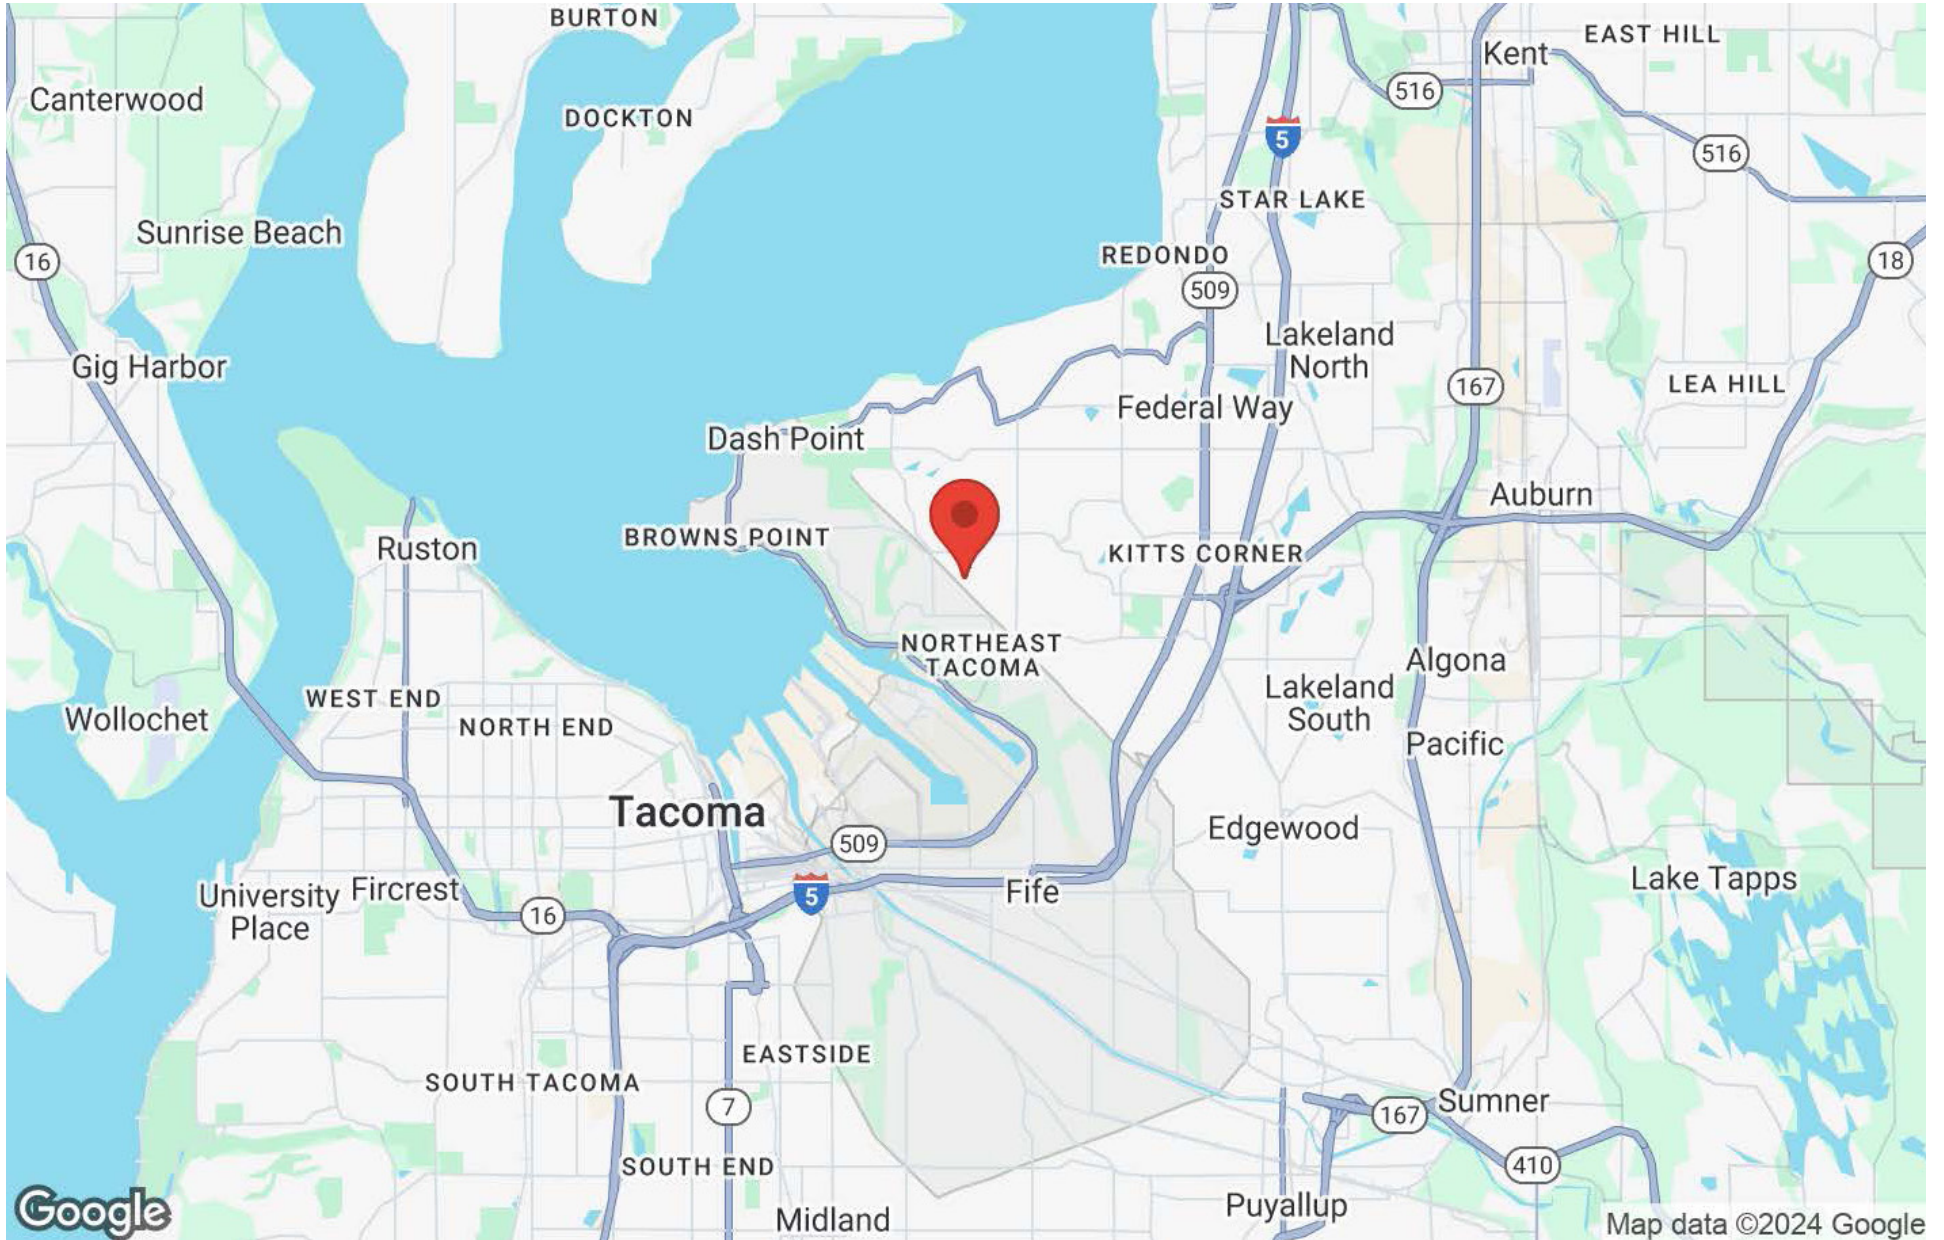 BURTON
EAST HILL
Kent
Canterwood
516
DOCKTON
5
516
STAR LAKE
Sunrise Beach
REDONDO
16
18
509
Lakeland
North
Gig Harbor
167
LEA HILL
Federal Way
Dash Point
Auburn
BROWNS POINT
Ruston
KITTS CORNER
NORTHEAST
TACOMA
Algona
WEST END
Lakeland
South
Wollochet
NORTH END
Pacific
Tacoma
Edgewood
509
Lake Tapps
University
Place
Fircrest
5
Fife
16
EASTSIDE
SOUTH TACOMA
7
167
Sumner
SOUTH END
410
Puyallup
Google
Midland
Map data ©2024 Google